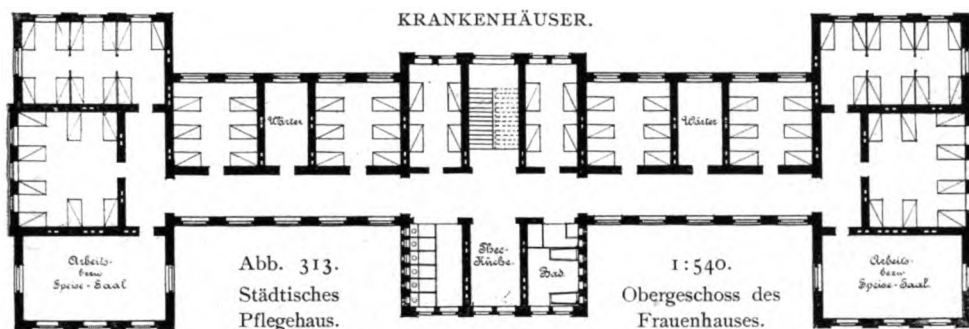 KRANKENHÄUSER.
Wärter
Wärter
Arbeits-
bezw
Speise-Saal
Abb. 313.
Städtisches
Pflegehaus.
Thee-
Küche.
Bad.
1:540.
Obergeschoss des
Frauenhauses.
Arbeits-
bezw
Speise-Saal.